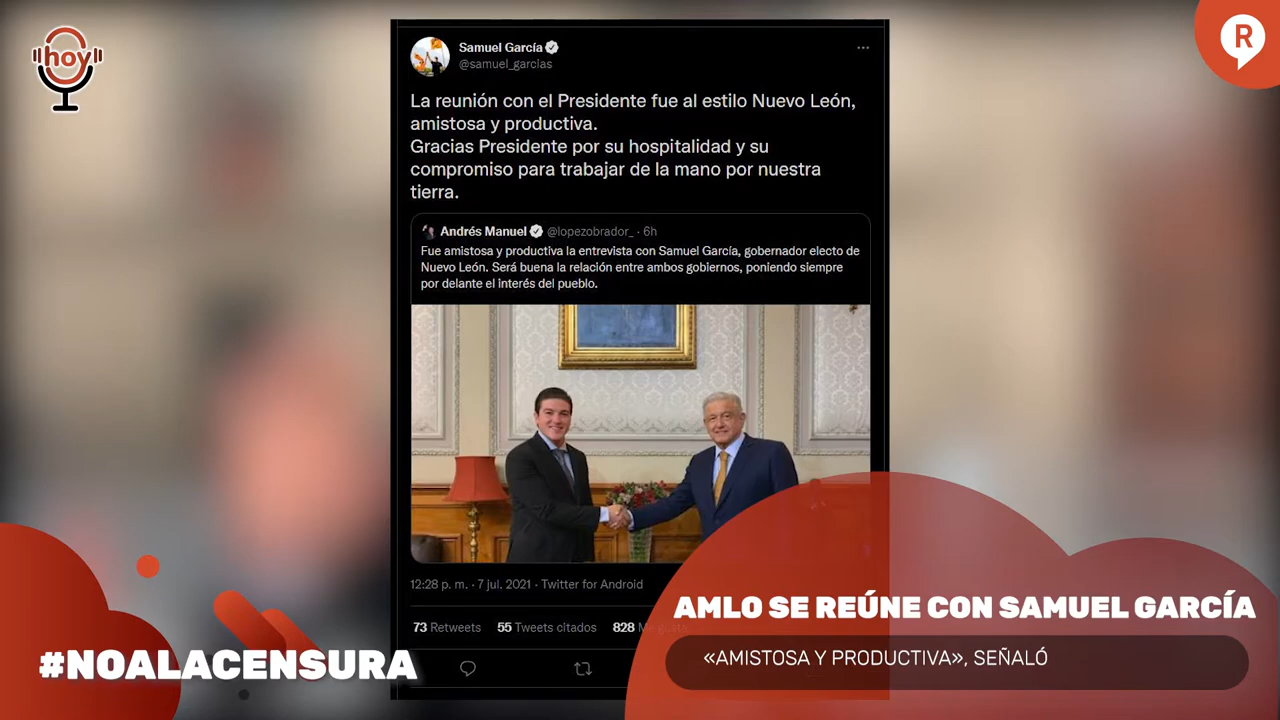 hoy
R
Samuel García
@samuel_garcias
La reunión con el Presidente fue al estilo Nuevo León,
amistosa y productiva.
Gracias Presidente por su hospitalidad y su
compromiso para trabajar de la mano por nuestra
tierra.
Andrés Manuel @lopezobrador_ · 6h
Fue amistosa y productiva la entrevista con Samuel García, gobernador electo de
Nuevo León. Será buena la relación entre ambos gobiernos, poniendo siempre
por delante el interés del pueblo.
12:28 p. m. · 7 jul. 2021 · Twitter for Android
73 Retweets 55 Tweets citados 828 Me gusta
AMLO SE REÚNE CON SAMUEL GARCÍA
«AMISTOSA Y PRODUCTIVA», SEÑALÓ
#NOALACENSURA